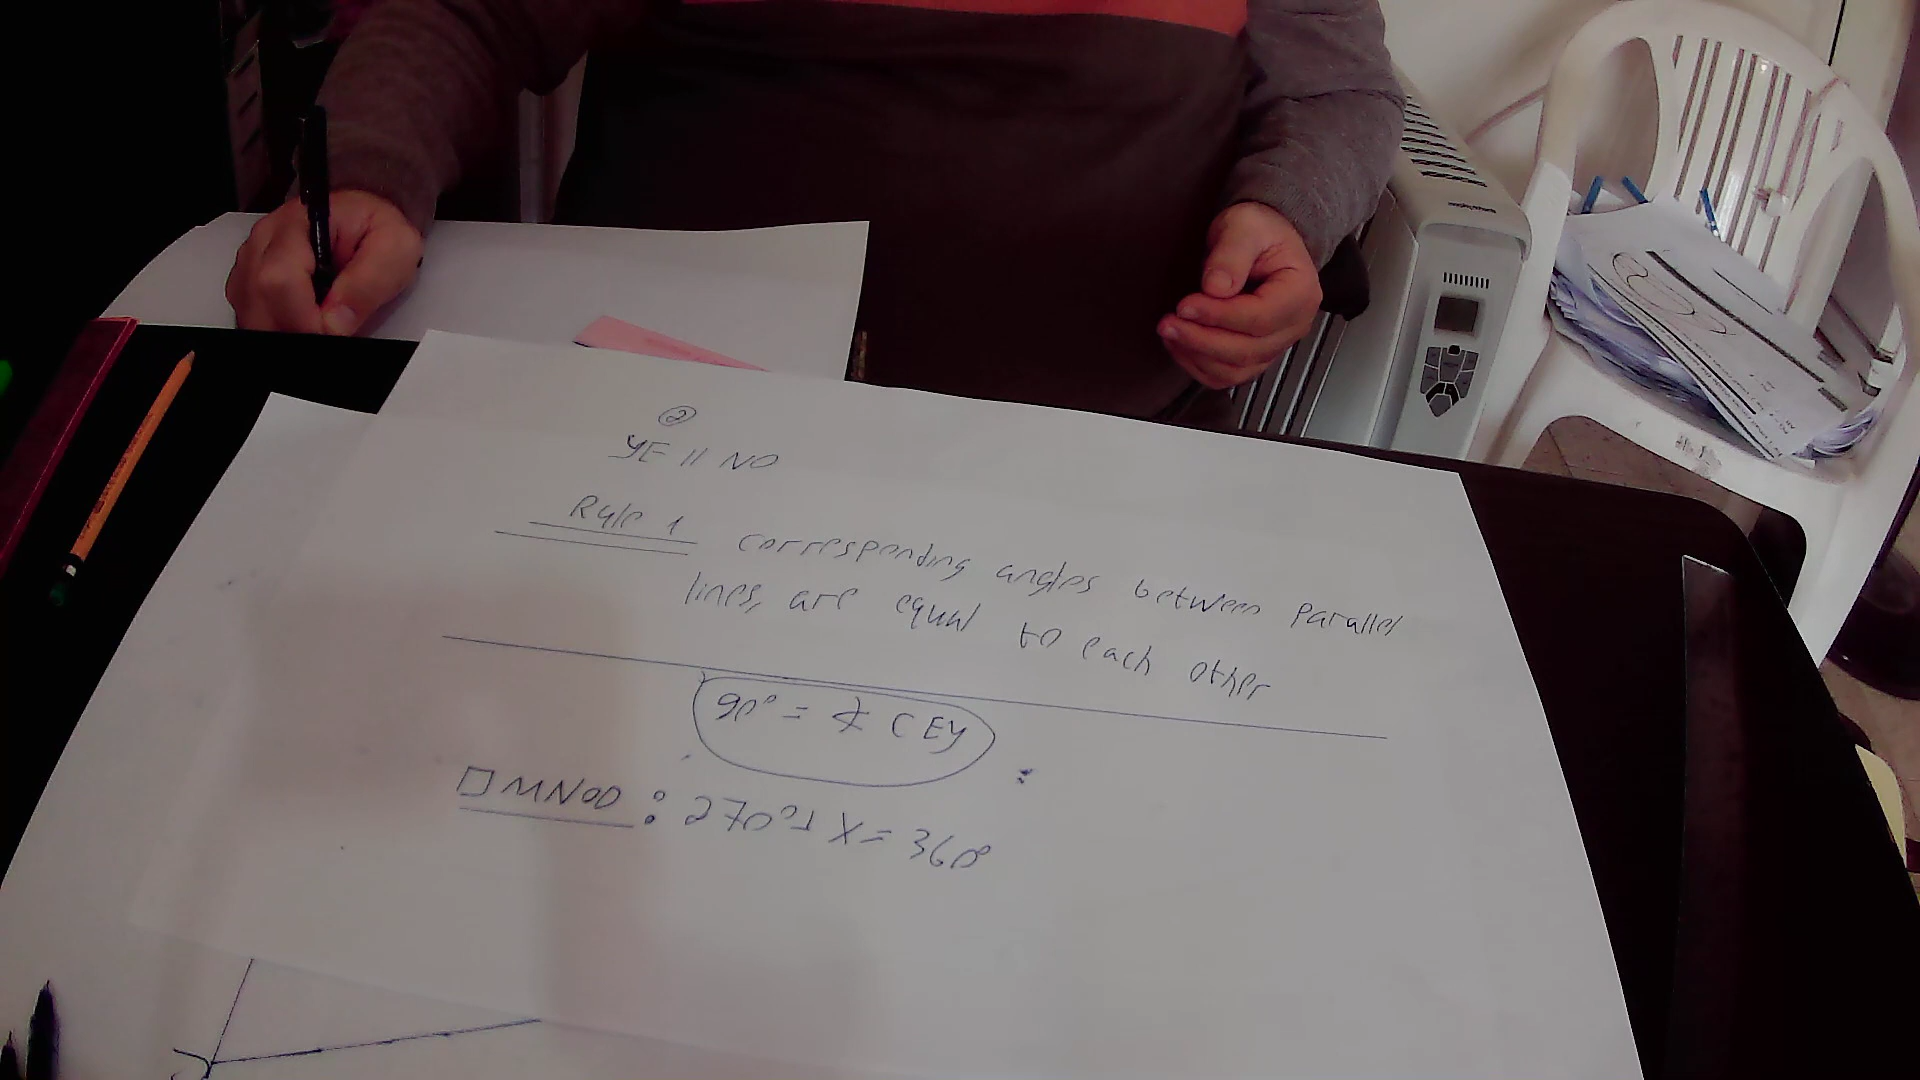 ②
YE || NO
Rule 1 corresponding angles between parallel
lines, are equal to each other
90° = ∡ CEY
□MNOD : 270°+ X = 360°